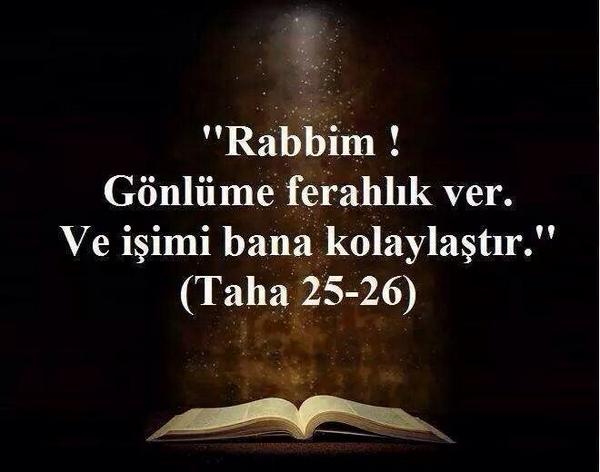 "Rabbim !
Gönlüme ferahlık ver.
Ve işimi bana kolaylaştır."
(Taha 25-26)